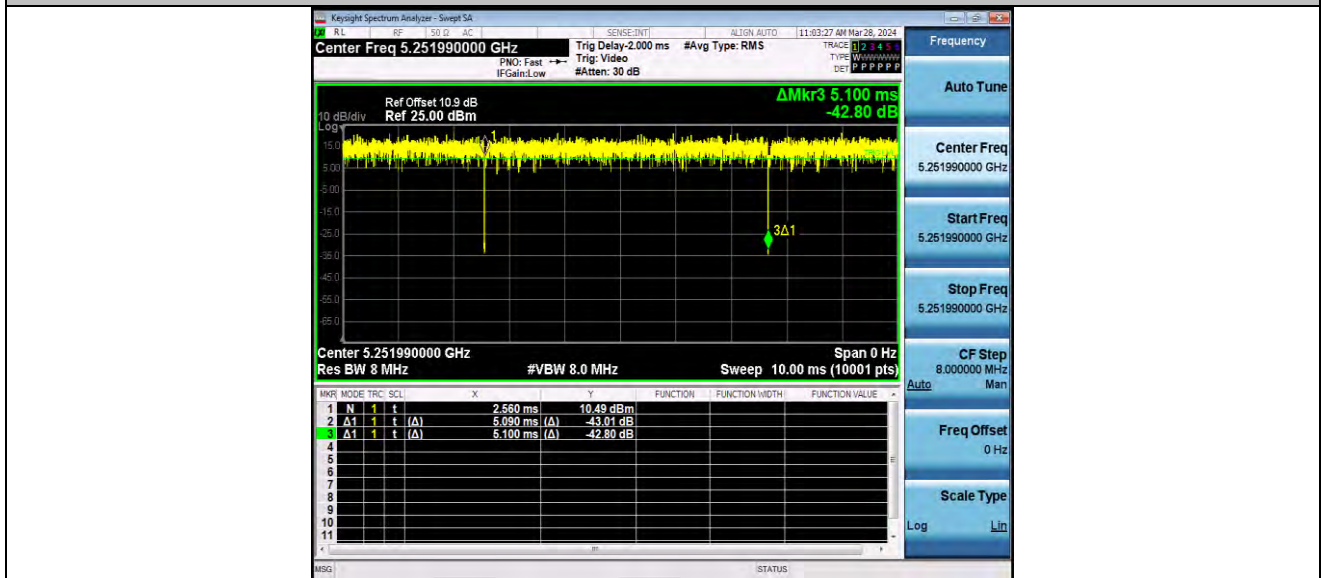 Keysight Spectrum Analyzer - Swept SA
RL RF 50 Ω AC SENSE:INT ALIGN AUTO 11:03:27 AM Mar 28, 2024
Center Freq 5.251990000 GHz
PNO: Fast
IFGain:Low
Trig Delay-2.000 ms
Trig: Video
#Atten: 30 dB
#Avg Type: RMS
TRACE 1 2 3 4 5 6
TYPE
DET P P P P P P
ΔMkr3 5.100 ms
-42.80 dB
Ref Offset 10.9 dB
10 dB/div Ref 25.00 dBm
Log
15.0
5.00
-5.00
-15.0
-25.0
-35.0
-45.0
-55.0
-65.0
1
3Δ1
Center 5.251990000 GHz Span 0 Hz
Res BW 8 MHz #VBW 8.0 MHz Sweep 10.00 ms (10001 pts)
MKR MODE TRC SCL X Y FUNCTION FUNCTION WIDTH FUNCTION VALUE
1 N 1 t 2.560 ms 10.49 dBm
2 Δ1 1 t (Δ) 5.090 ms (Δ) -43.01 dB
3 Δ1 1 t (Δ) 5.100 ms (Δ) -42.80 dB
4
5
6
7
8
9
10
11
MSG STATUS
Frequency
Auto Tune
Center Freq
5.251990000 GHz
Start Freq
5.251990000 GHz
Stop Freq
5.251990000 GHz
CF Step
8.000000 MHz
Auto Man
Freq Offset
0 Hz
Scale Type
Log Lin